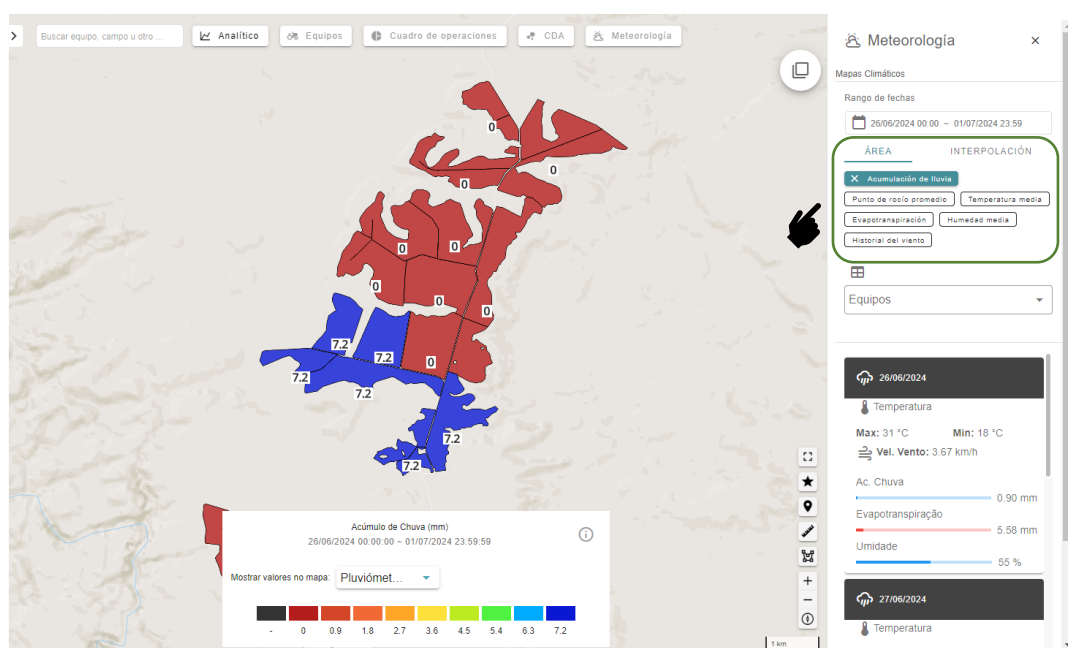 Buscar equipo, campo u otro ...
Analítico
Equipos
Cuadro de operaciones
CDA
Meteorología
0
0
0
0
0
0
0
0
7.2
7.2
0
7.2
7.2
7.2
7.2
Acúmulo de Chuva (mm)
26/06/2024 00:00:00 ~ 01/07/2024 23:59:59
Mostrar valores no mapa: Pluviómet...
- 0 0.9 1.8 2.7 3.6 4.5 5.4 6.3 7.2
1 km
Meteorología ×
Mapas Climáticos
Rango de fechas
26/06/2024 00:00 ~ 01/07/2024 23:59
ÁREA INTERPOLACIÓN
Acumulación de lluvia
Punto de rocío promedio Temperatura media
Evapotranspiración Humedad media
Historial del viento
Equipos
26/06/2024
Temperatura
Max: 31 °C Min: 18 °C
Vel. Vento: 3.67 km/h
Ac. Chuva
0.90 mm
Evapotranspiração
5.58 mm
Umidade
55 %
27/06/2024
Temperatura